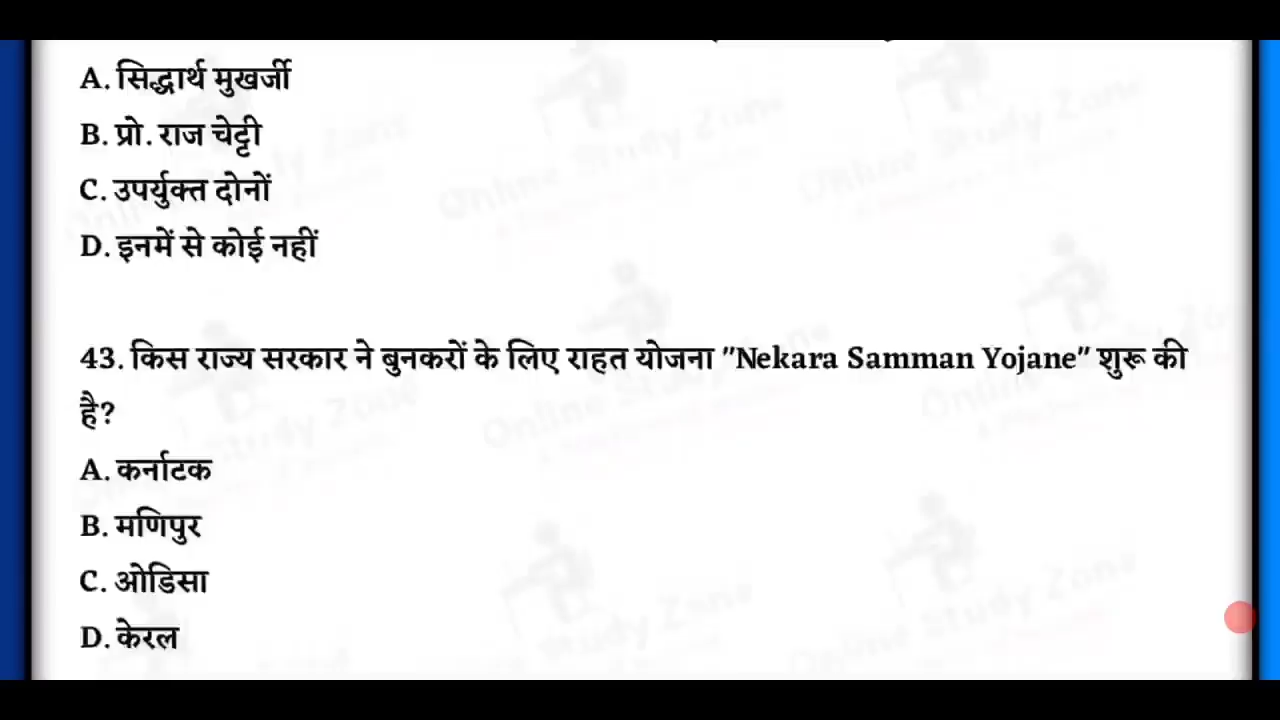 A. सिद्धार्थ मुखर्जी
B. प्रो. राज चेट्टी
C. उपर्युक्त दोनों
D. इनमें से कोई नहीं
43. किस राज्य सरकार ने बुनकरों के लिए राहत योजना "Nekara Samman Yojane" शुरू की
है?
A. कर्नाटक
B. मणिपुर
C. ओडिसा
D. केरल